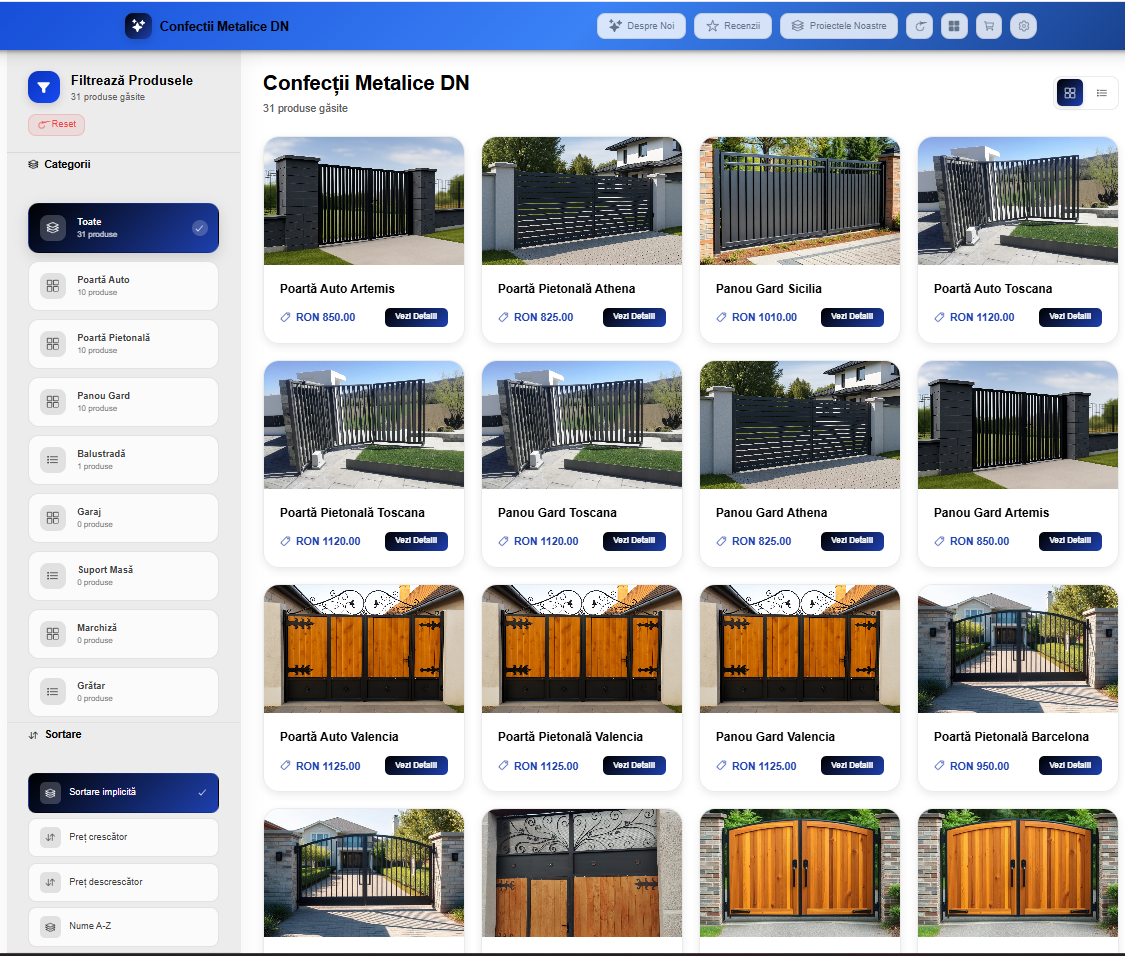 Confectii Metalice DN
Despre Noi
Recenzii
Proiectele Noastre
Filtrează Produsele
31 produse găsite
Reset
Categorii
Toate
31 produse
Poartă Auto
10 produse
Poartă Pietonală
10 produse
Panou Gard
10 produse
Balustradă
1 produse
Garaj
0 produse
Suport Masă
0 produse
Marchiză
0 produse
Grătar
0 produse
Sortare
Sortare implicită
Preț crescător
Preț descrescător
Nume A-Z
Confecții Metalice DN
31 produse găsite
Poartă Auto Artemis
RON 850.00
Vezi Detalii
Poartă Pietonală Athena
RON 825.00
Vezi Detalii
Panou Gard Sicilia
RON 1010.00
Vezi Detalii
Poartă Auto Toscana
RON 1120.00
Vezi Detalii
Poartă Pietonală Toscana
RON 1120.00
Vezi Detalii
Panou Gard Toscana
RON 1120.00
Vezi Detalii
Panou Gard Athena
RON 825.00
Vezi Detalii
Panou Gard Artemis
RON 850.00
Vezi Detalii
Poartă Auto Valencia
RON 1125.00
Vezi Detalii
Poartă Pietonală Valencia
RON 1125.00
Vezi Detalii
Panou Gard Valencia
RON 1125.00
Vezi Detalii
Poartă Pietonală Barcelona
RON 950.00
Vezi Detalii